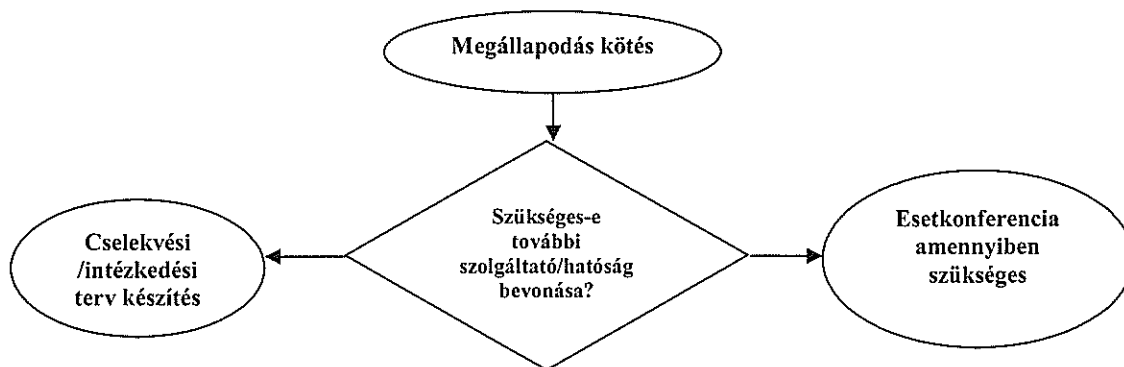 Megállapodás kötés
Szükséges-e
további
szolgáltató/hatóság
bevonása?
Cselekvési
/intézkedési
terv készítés
Esetkonferencia
amennyiben
szükséges